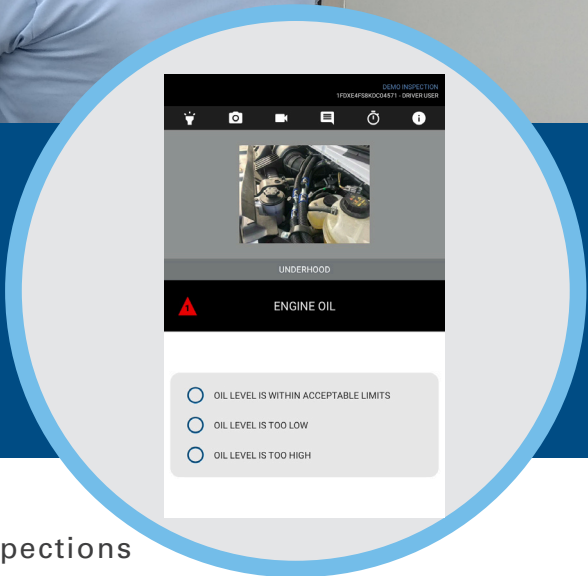 DEMO INSPECTION
1FDXE4FS8KDC04571 - DRIVER USER
UNDERHOOD
ENGINE OIL
OIL LEVEL IS WITHIN ACCEPTABLE LIMITS
OIL LEVEL IS TOO LOW
OIL LEVEL IS TOO HIGH
pections